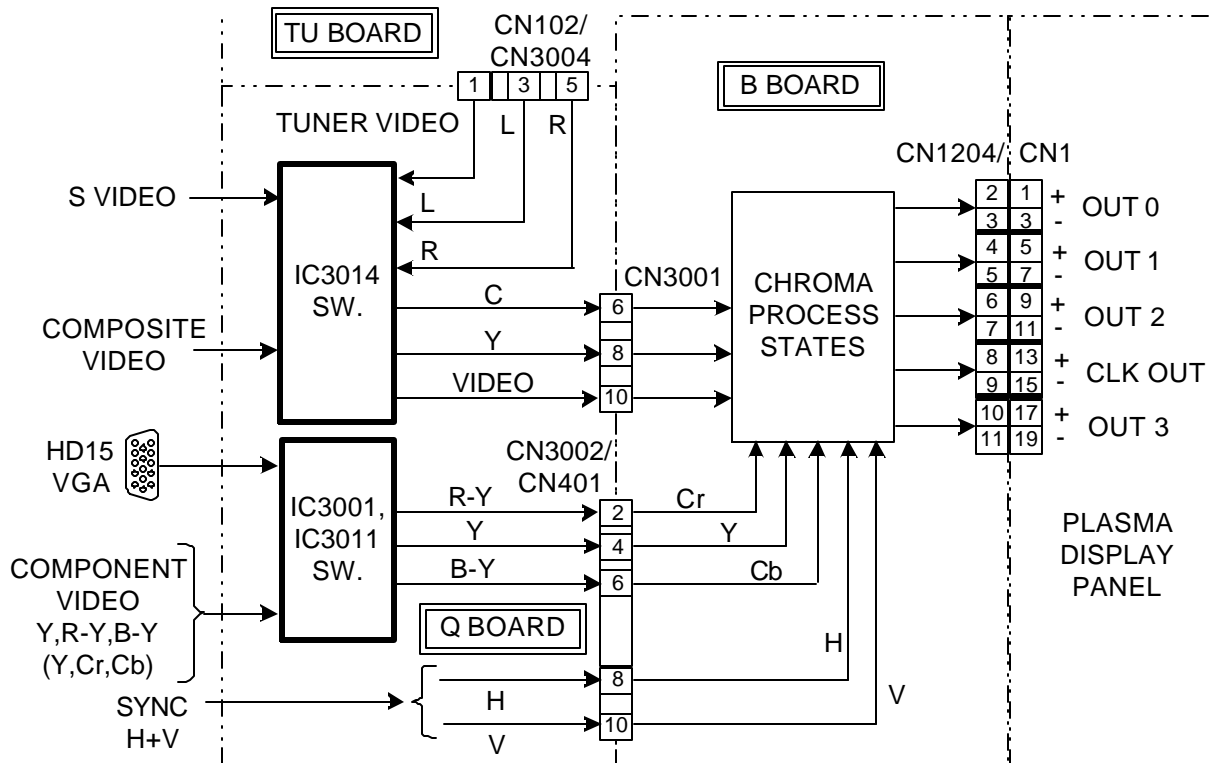 TU BOARD
CN102/
CN3004
1 3 5
TUNER VIDEO
L
R
B BOARD
CN1204/ CN1
S VIDEO
L
R
IC3014
SW.
COMPOSITE
VIDEO
C
Y
VIDEO
CN3001
6
8
10
CHROMA
PROCESS
STATES
2 1 + OUT 0
3 3 -
4 5 + OUT 1
5 7 -
6 9 + OUT 2
7 11 -
8 13 + CLK OUT
9 15 -
10 17 + OUT 3
11 19 -
HD15
VGA
IC3001,
IC3011
SW.
CN3002/
CN401
R-Y
Y
B-Y
2
4
6
Cr
Y
Cb
COMPONENT
VIDEO
Y,R-Y,B-Y
(Y,Cr,Cb)
Q BOARD
SYNC
H+V
H
V
8
10
H
V
PLASMA
DISPLAY
PANEL